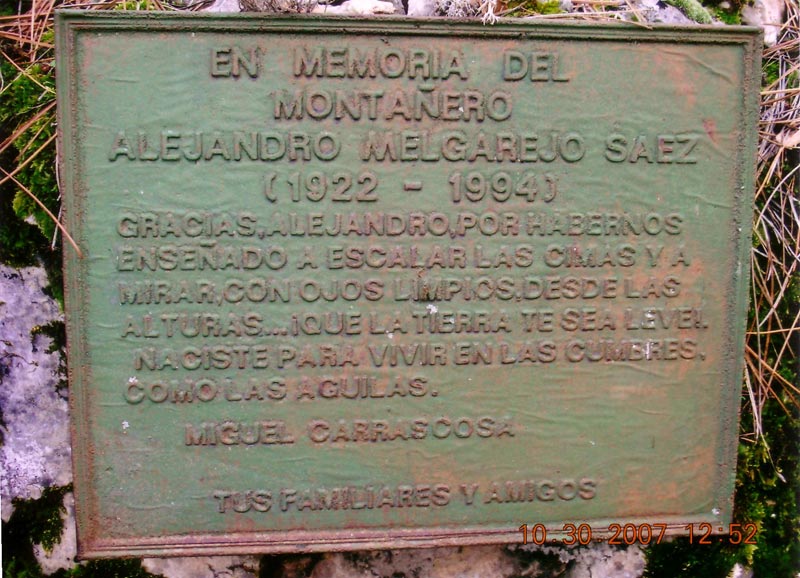 EN MEMORIA DEL
MONTAÑERO
ALEJANDRO MELGAREJO SAEZ
(1922 - 1994)
GRACIAS,ALEJANDRO,POR HABERNOS
ENSEÑADO A ESCALAR LAS CIMAS Y A
MIRAR,CON OJOS LIMPIOS,DESDE LAS
ALTURAS...¡QUE LA TIERRA TE SEA LEVE!.
NACISTE PARA VIVIR EN LAS CUMBRES,
COMO LAS AGUILAS.
MIGUEL CARRASCOSA
TUS FAMILIARES Y AMIGOS
10.30.2007 12:52